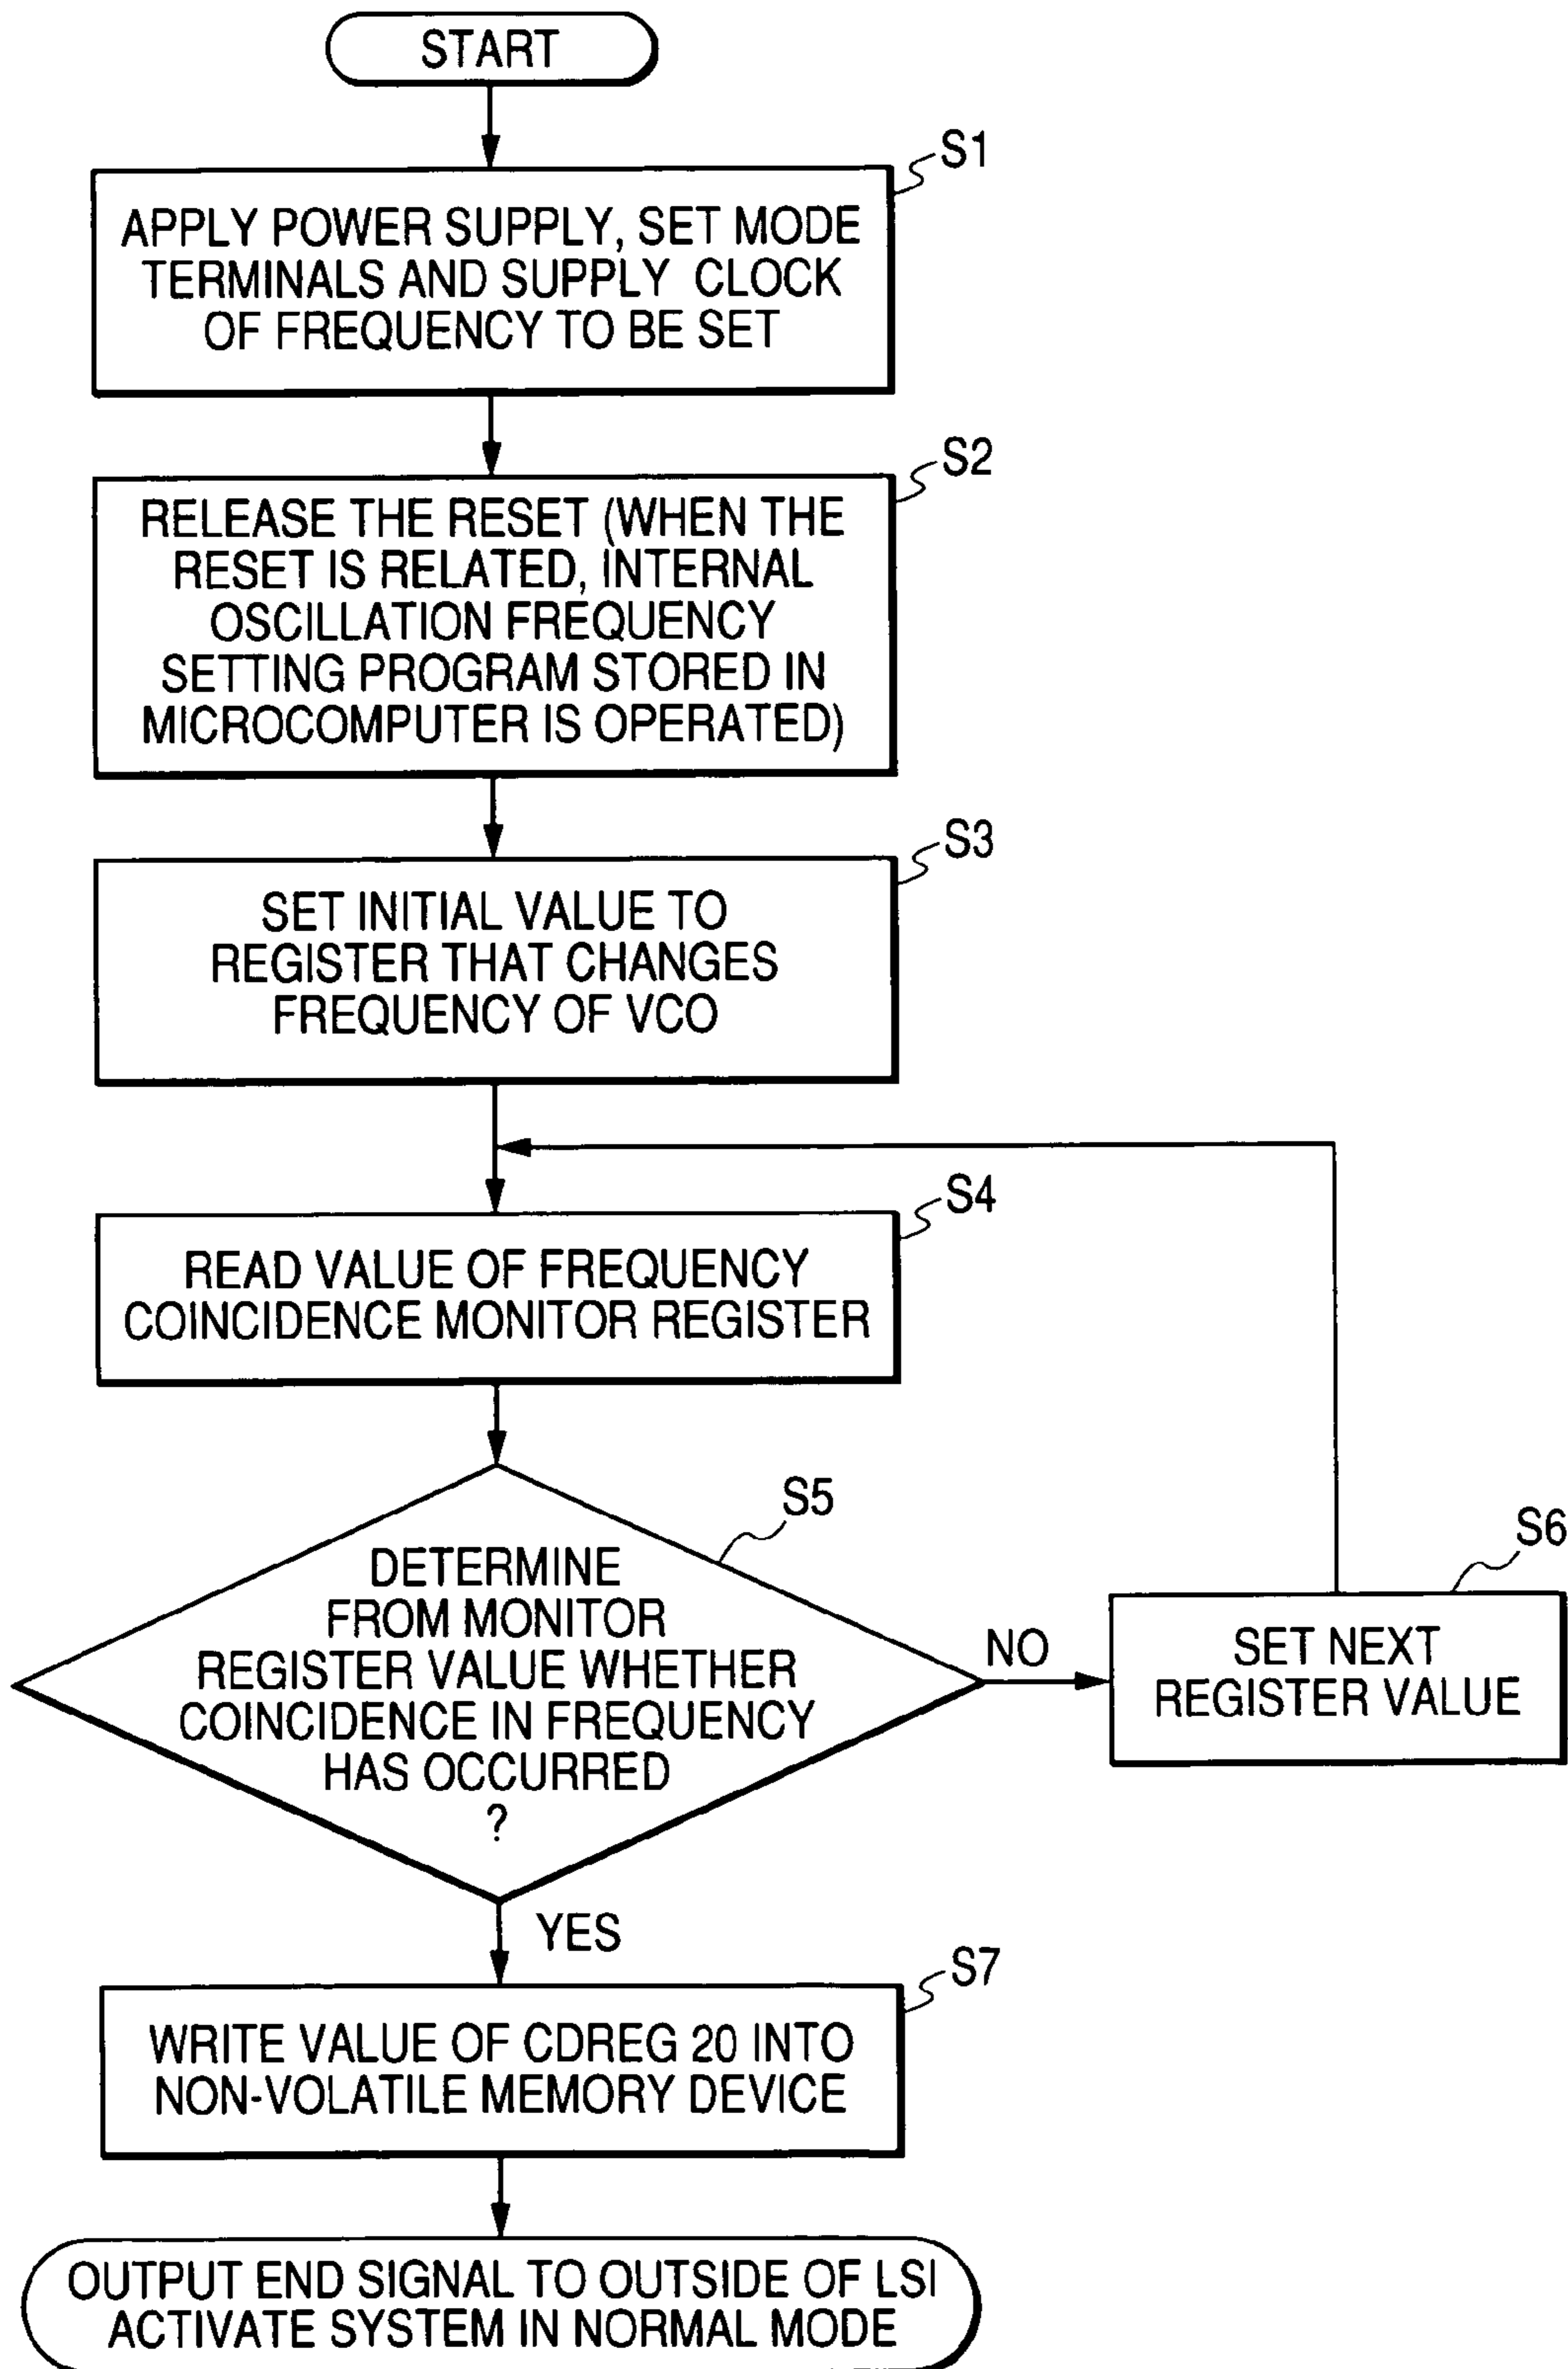 START
S1
APPLY POWER SUPPLY, SET MODE
TERMINALS AND SUPPLY CLOCK
OF FREQUENCY TO BE SET
S2
RELEASE THE RESET (WHEN THE
RESET IS RELATED, INTERNAL
OSCILLATION FREQUENCY
SETTING PROGRAM STORED IN
MICROCOMPUTER IS OPERATED)
S3
SET INITIAL VALUE TO
REGISTER THAT CHANGES
FREQUENCY OF VCO
S4
READ VALUE OF FREQUENCY
COINCIDENCE MONITOR REGISTER
S5
DETERMINE
FROM MONITOR
REGISTER VALUE WHETHER
COINCIDENCE IN FREQUENCY
HAS OCCURRED
?
NO
S6
SET NEXT
REGISTER VALUE
YES
S7
WRITE VALUE OF CDREG 20 INTO
NON-VOLATILE MEMORY DEVICE
OUTPUT END SIGNAL TO OUTSIDE OF LSI
ACTIVATE SYSTEM IN NORMAL MODE